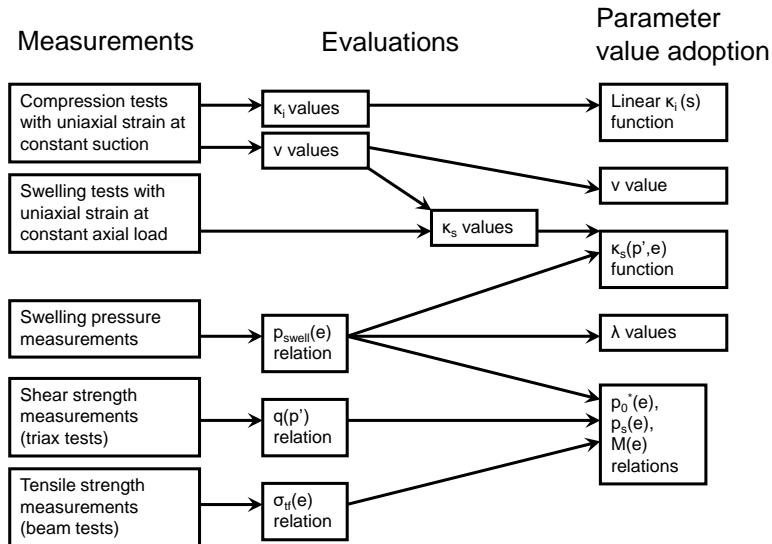 Measurements
Evaluations
Parameter
value adoption
Compression tests
with uniaxial strain at
constant suction
κi values
ν values
Linear κi (s)
function
ν value
Swelling tests with
uniaxial strain at
constant axial load
κs values
κs(p',e)
function
Swelling pressure
measurements
pswell(e)
relation
λ values
Shear strength
measurements
(triax tests)
q(p')
relation
p0*(e),
ps(e),
M(e)
relations
Tensile strength
measurements
(beam tests)
σtf(e)
relation